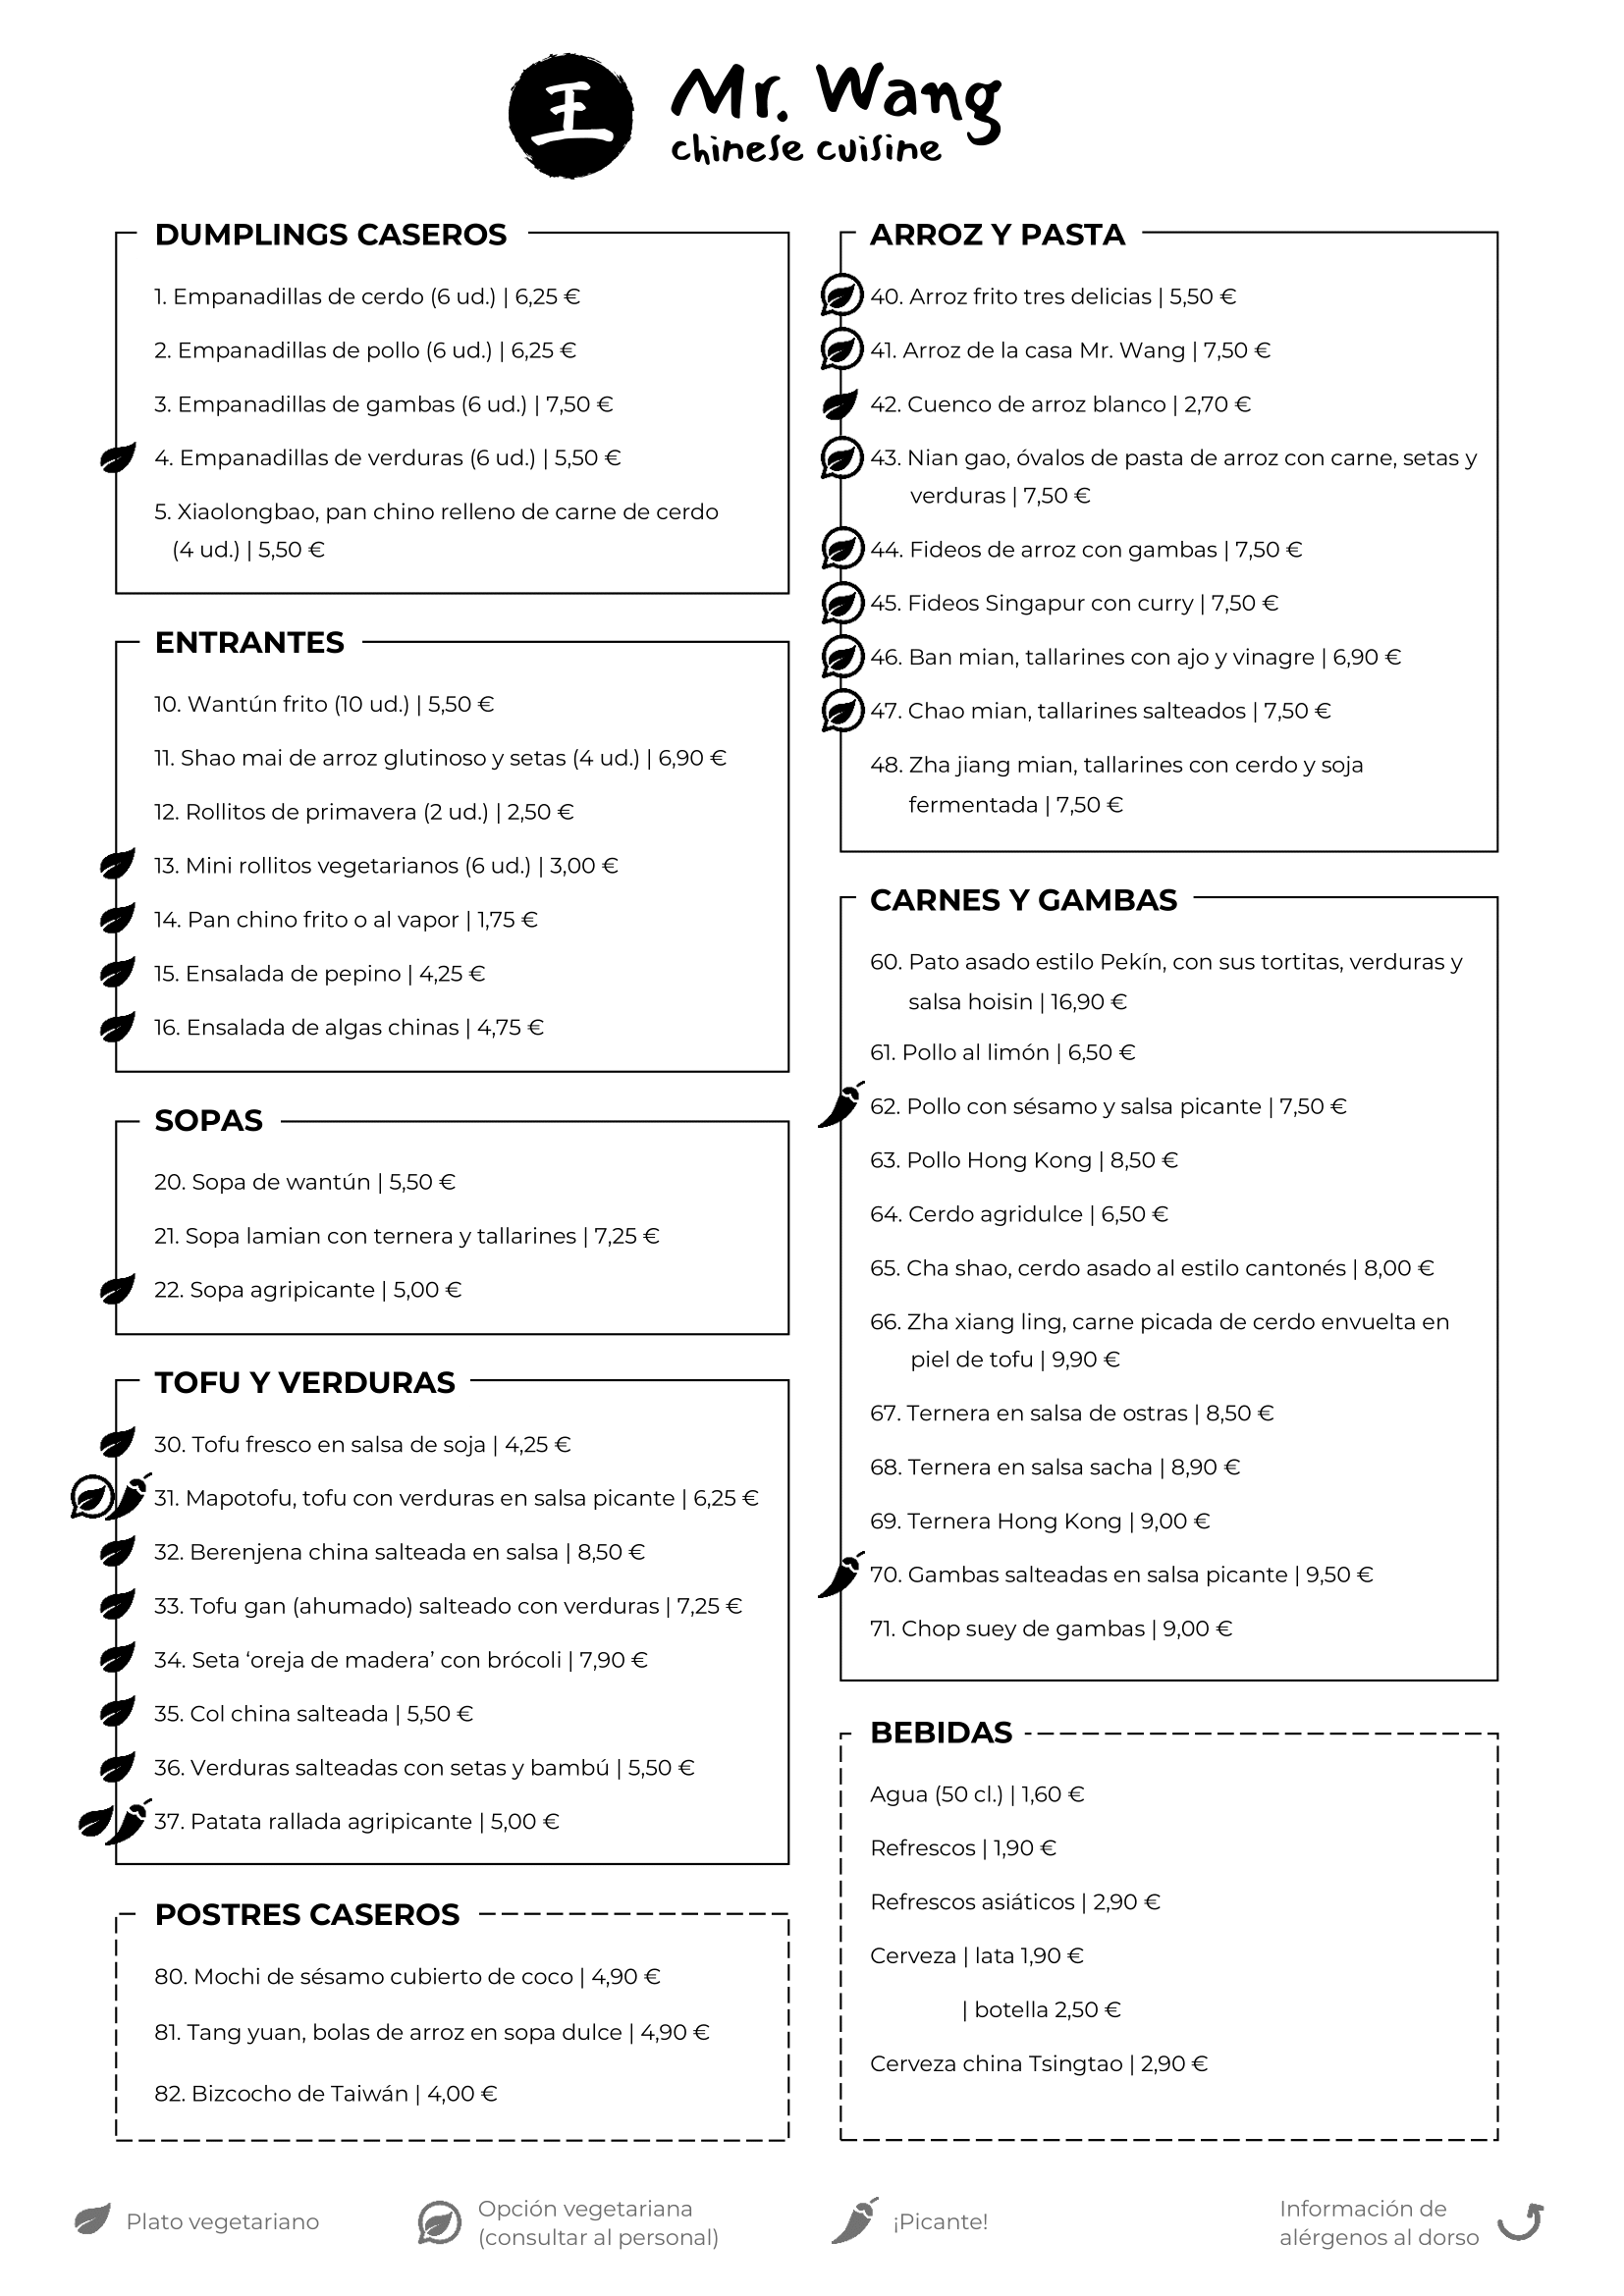 王
Mr. Wang
chinese cuisine
DUMPLINGS CASEROS
1. Empanadillas de cerdo (6 ud.) | 6,25 €
2. Empanadillas de pollo (6 ud.) | 6,25 €
3. Empanadillas de gambas (6 ud.) | 7,50 €
4. Empanadillas de verduras (6 ud.) | 5,50 €
5. Xiaolongbao, pan chino relleno de carne de cerdo
(4 ud.) | 5,50 €
ENTRANTES
10. Wantún frito (10 ud.) | 5,50 €
11. Shao mai de arroz glutinoso y setas (4 ud.) | 6,90 €
12. Rollitos de primavera (2 ud.) | 2,50 €
13. Mini rollitos vegetarianos (6 ud.) | 3,00 €
14. Pan chino frito o al vapor | 1,75 €
15. Ensalada de pepino | 4,25 €
16. Ensalada de algas chinas | 4,75 €
SOPAS
20. Sopa de wantún | 5,50 €
21. Sopa lamian con ternera y tallarines | 7,25 €
22. Sopa agripicante | 5,00 €
TOFU Y VERDURAS
30. Tofu fresco en salsa de soja | 4,25 €
31. Mapotofu, tofu con verduras en salsa picante | 6,25 €
32. Berenjena china salteada en salsa | 8,50 €
33. Tofu gan (ahumado) salteado con verduras | 7,25 €
34. Seta ‘oreja de madera’ con brócoli | 7,90 €
35. Col china salteada | 5,50 €
36. Verduras salteadas con setas y bambú | 5,50 €
37. Patata rallada agripicante | 5,00 €
POSTRES CASEROS
80. Mochi de sésamo cubierto de coco | 4,90 €
81. Tang yuan, bolas de arroz en sopa dulce | 4,90 €
82. Bizcocho de Taiwán | 4,00 €
ARROZ Y PASTA
40. Arroz frito tres delicias | 5,50 €
41. Arroz de la casa Mr. Wang | 7,50 €
42. Cuenco de arroz blanco | 2,70 €
43. Nian gao, óvalos de pasta de arroz con carne, setas y
verduras | 7,50 €
44. Fideos de arroz con gambas | 7,50 €
45. Fideos Singapur con curry | 7,50 €
46. Ban mian, tallarines con ajo y vinagre | 6,90 €
47. Chao mian, tallarines salteados | 7,50 €
48. Zha jiang mian, tallarines con cerdo y soja
fermentada | 7,50 €
CARNES Y GAMBAS
60. Pato asado estilo Pekín, con sus tortitas, verduras y
salsa hoisin | 16,90 €
61. Pollo al limón | 6,50 €
62. Pollo con sésamo y salsa picante | 7,50 €
63. Pollo Hong Kong | 8,50 €
64. Cerdo agridulce | 6,50 €
65. Cha shao, cerdo asado al estilo cantonés | 8,00 €
66. Zha xiang ling, carne picada de cerdo envuelta en
piel de tofu | 9,90 €
67. Ternera en salsa de ostras | 8,50 €
68. Ternera en salsa sacha | 8,90 €
69. Ternera Hong Kong | 9,00 €
70. Gambas salteadas en salsa picante | 9,50 €
71. Chop suey de gambas | 9,00 €
BEBIDAS
Agua (50 cl.) | 1,60 €
Refrescos | 1,90 €
Refrescos asiáticos | 2,90 €
Cerveza | lata 1,90 €
| botella 2,50 €
Cerveza china Tsingtao | 2,90 €
Plato vegetariano
Opción vegetariana
(consultar al personal)
¡Picante!
Información de
alérgenos al dorso